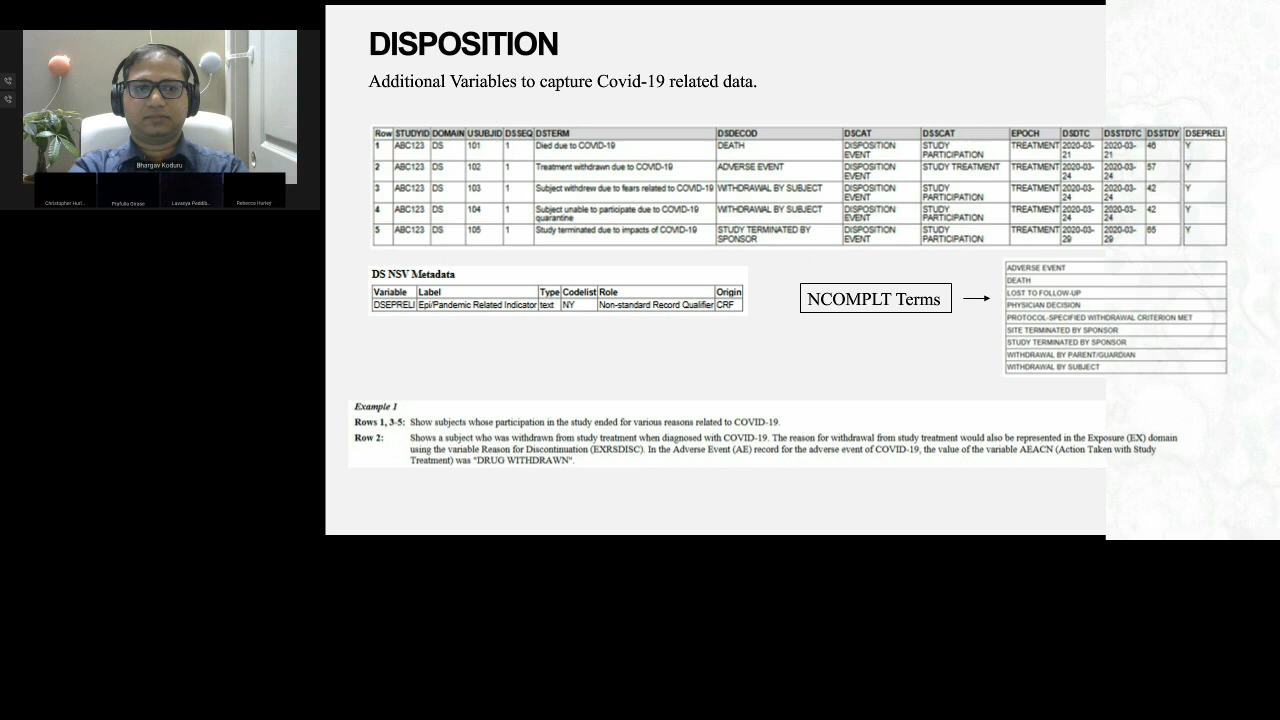 DISPOSITION
Additional Variables to capture Covid-19 related data.
Row STUDYID DOMAIN USUBJID DSSEQ DSTERM DSDECOD DSCAT DSSCAT EPOCH DSDTC DSSTDTC DSSTDY DSEPRELI
1 ABC123 DS 101 1 Died due to COVID-19 DEATH DISPOSITION EVENT STUDY PARTICIPATION TREATMENT 2020-03-21 2020-03-21 46 Y
2 ABC123 DS 102 1 Treatment withdrawn due to COVID-19 ADVERSE EVENT DISPOSITION EVENT STUDY TREATMENT TREATMENT 2020-03-24 2020-03-24 57 Y
3 ABC123 DS 103 1 Subject withdrew due to fears related to COVID-19 WITHDRAWAL BY SUBJECT DISPOSITION EVENT STUDY PARTICIPATION TREATMENT 2020-03-24 2020-03-24 42 Y
4 ABC123 DS 104 1 Subject unable to participate due to COVID-19 quarantine WITHDRAWAL BY SUBJECT DISPOSITION EVENT STUDY PARTICIPATION TREATMENT 2020-03-24 2020-03-24 42 Y
5 ABC123 DS 105 1 Study terminated due to impacts of COVID-19 STUDY TERMINATED BY SPONSOR DISPOSITION EVENT STUDY PARTICIPATION TREATMENT 2020-03-29 2020-03-29 65 Y
DS NSV Metadata
Variable Label Type Codelist Role Origin
DSEPRELI Epi/Pandemic Related Indicator text NY Non-standard Record Qualifier CRF
NCOMPLT Terms
ADVERSE EVENT
DEATH
LOST TO FOLLOW-UP
PHYSICIAN DECISION
PROTOCOL-SPECIFIED WITHDRAWAL CRITERION MET
SITE TERMINATED BY SPONSOR
STUDY TERMINATED BY SPONSOR
WITHDRAWAL BY PARENT/GUARDIAN
WITHDRAWAL BY SUBJECT
Example 1
Rows 1, 3-5: Show subjects whose participation in the study ended for various reasons related to COVID-19.
Row 2: Shows a subject who was withdrawn from study treatment when diagnosed with COVID-19. The reason for withdrawal from study treatment would also be represented in the Exposure (EX) domain
using the variable Reason for Discontinuation (EXRSDISC). In the Adverse Event (AE) record for the adverse event of COVID-19, the value of the variable AEACN (Action Taken with Study
Treatment) was "DRUG WITHDRAWN".
Bhargav Koduru
Christopher Hurl... Prafulla Girase Lavanya Peddib... Rebecca Hurley